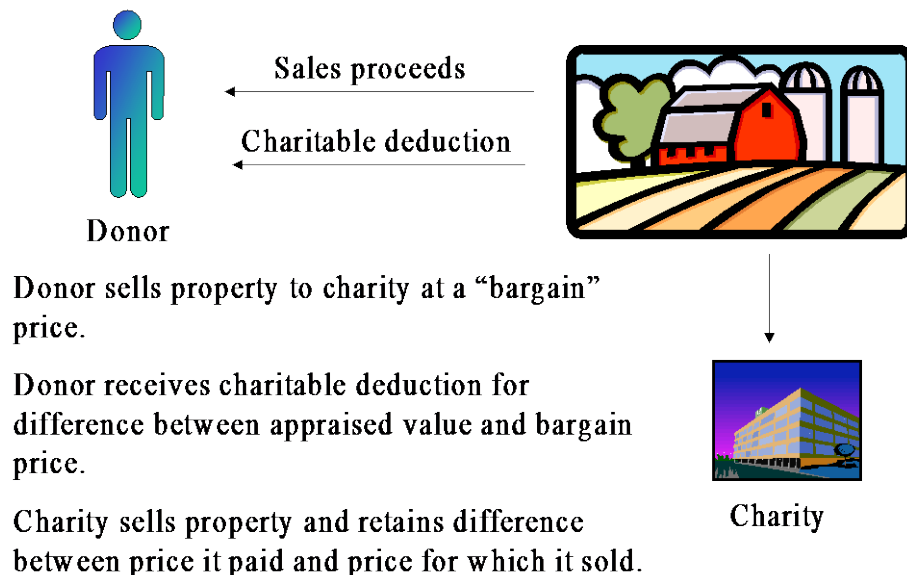 Sales proceeds
Charitable deduction
Donor
Donor sells property to charity at a “bargain”
price.
Donor receives charitable deduction for
difference between appraised value and bargain
price.
Charity
Charity sells property and retains difference
between price it paid and price for which it sold.